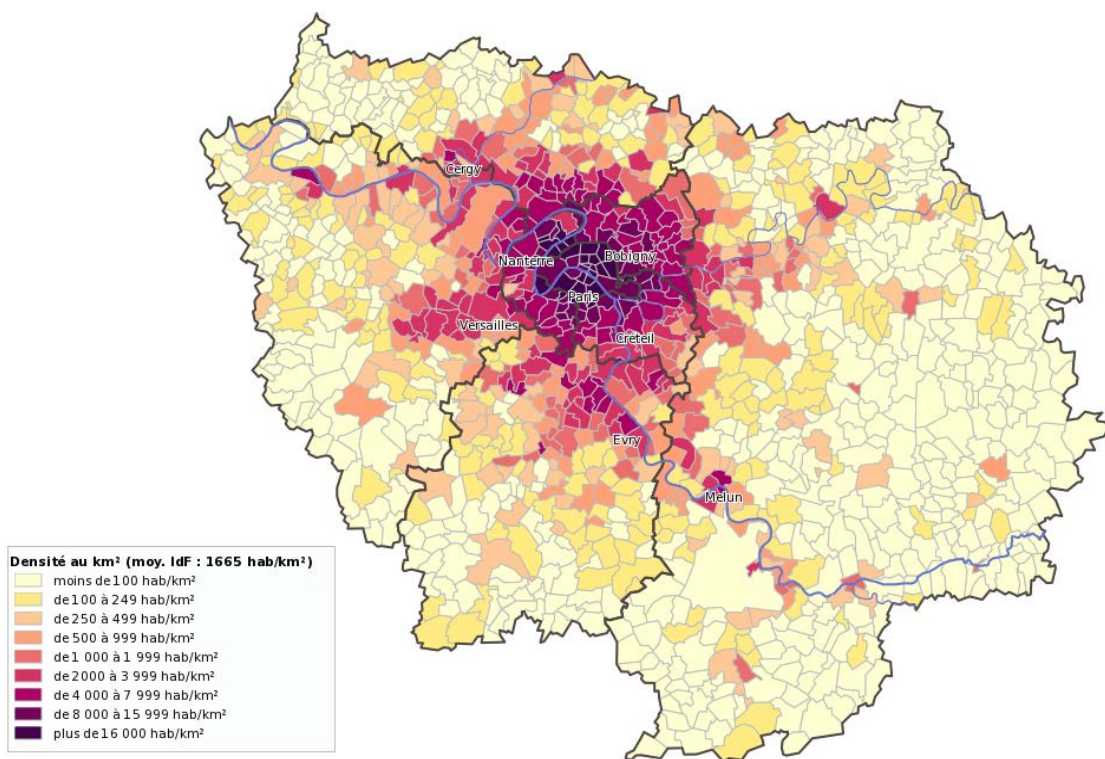 Cergy
Nanterre
Bobigny
Paris
Versailles
Créteil
Evry
Melun
Densité au km² (moy. IdF : 1665 hab/km²)
moins de 100 hab/km²
de 100 à 249 hab/km²
de 250 à 499 hab/km²
de 500 à 999 hab/km²
de 1 000 à 1 999 hab/km²
de 2000 à 3 999 hab/km²
de 4 000 à 7 999 hab/km²
de 8 000 à 15 999 hab/km²
plus de 16 000 hab/km²